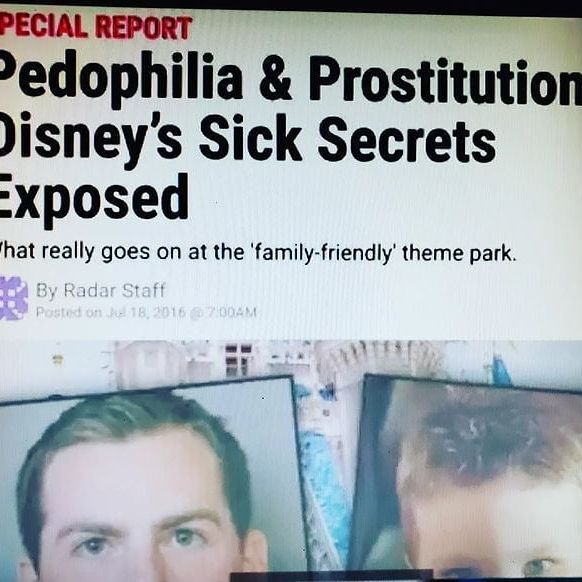 PECIAL REPORT
Pedophilia & Prostitution
Disney’s Sick Secrets
Exposed
What really goes on at the 'family-friendly' theme park.
By Radar Staff
Posted on Jul 18, 2016 @ 7:00AM